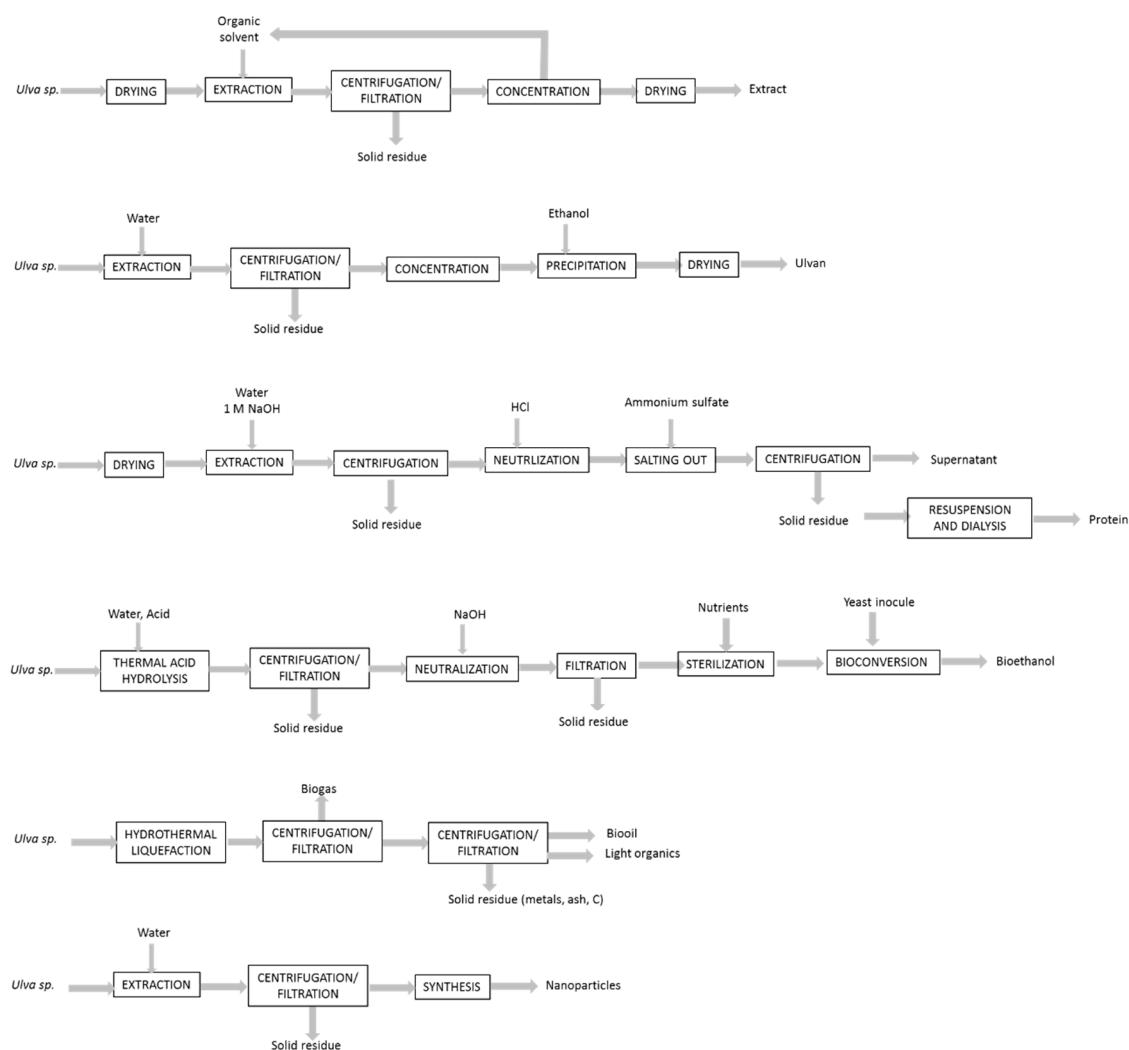 Organic
solvent
Ulva sp.
DRYING
EXTRACTION
CENTRIFUGATION/
FILTRATION
CONCENTRATION
DRYING
Extract
Solid residue
Water
Ethanol
Ulva sp.
EXTRACTION
CENTRIFUGATION/
FILTRATION
CONCENTRATION
PRECIPITATION
DRYING
Ulvan
Solid residue
Water
1 M NaOH
HCl
Ammonium sulfate
Ulva sp.
DRYING
EXTRACTION
CENTRIFUGATION
NEUTRLIZATION
SALTING OUT
CENTRIFUGATION
Supernatant
Solid residue
Solid residue
RESUSPENSION
AND DIALYSIS
Protein
Water, Acid
NaOH
Nutrients
Yeast inocule
Ulva sp.
THERMAL ACID
HYDROLYSIS
CENTRIFUGATION/
FILTRATION
NEUTRALIZATION
FILTRATION
STERILIZATION
BIOCONVERSION
Bioethanol
Solid residue
Solid residue
Biogas
Ulva sp.
HYDROTHERMAL
LIQUEFACTION
CENTRIFUGATION/
FILTRATION
CENTRIFUGATION/
FILTRATION
Biooil
Light organics
Solid residue (metals, ash, C)
Water
Ulva sp.
EXTRACTION
CENTRIFUGATION/
FILTRATION
SYNTHESIS
Nanoparticles
Solid residue